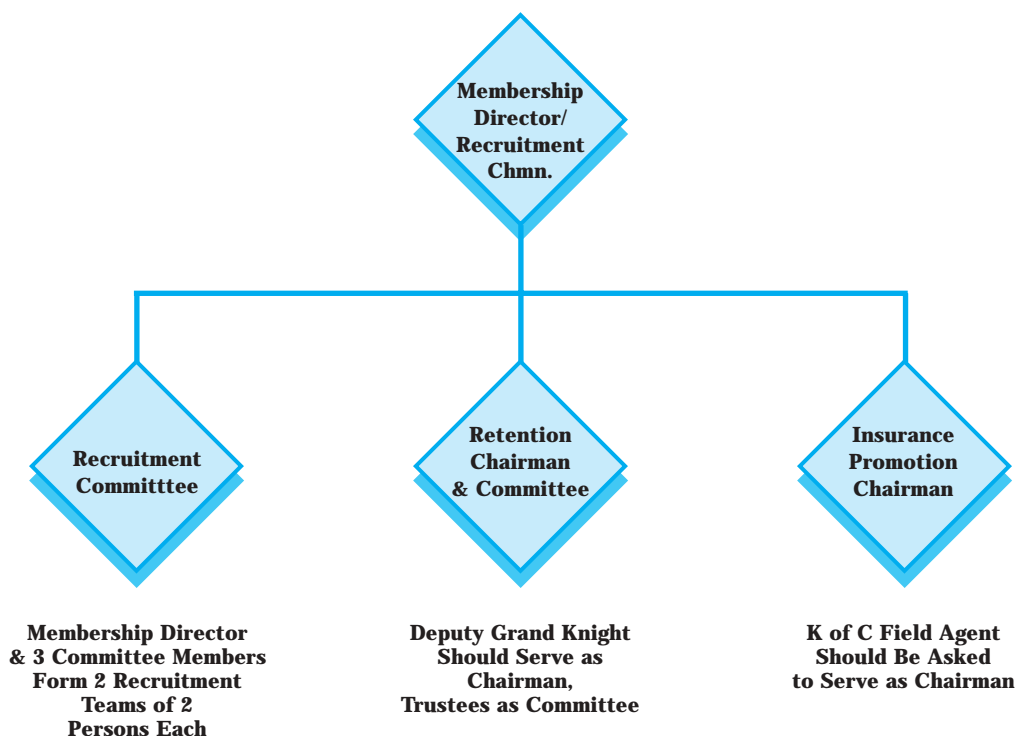 Membership
Director/
Recruitment
Chmn.
Recruitment
Committtee
Retention
Chairman
& Committee
Insurance
Promotion
Chairman
Membership Director
& 3 Committee Members
Form 2 Recruitment
Teams of 2
Persons Each
Deputy Grand Knight
Should Serve as
Chairman,
Trustees as Committee
K of C Field Agent
Should Be Asked
to Serve as Chairman